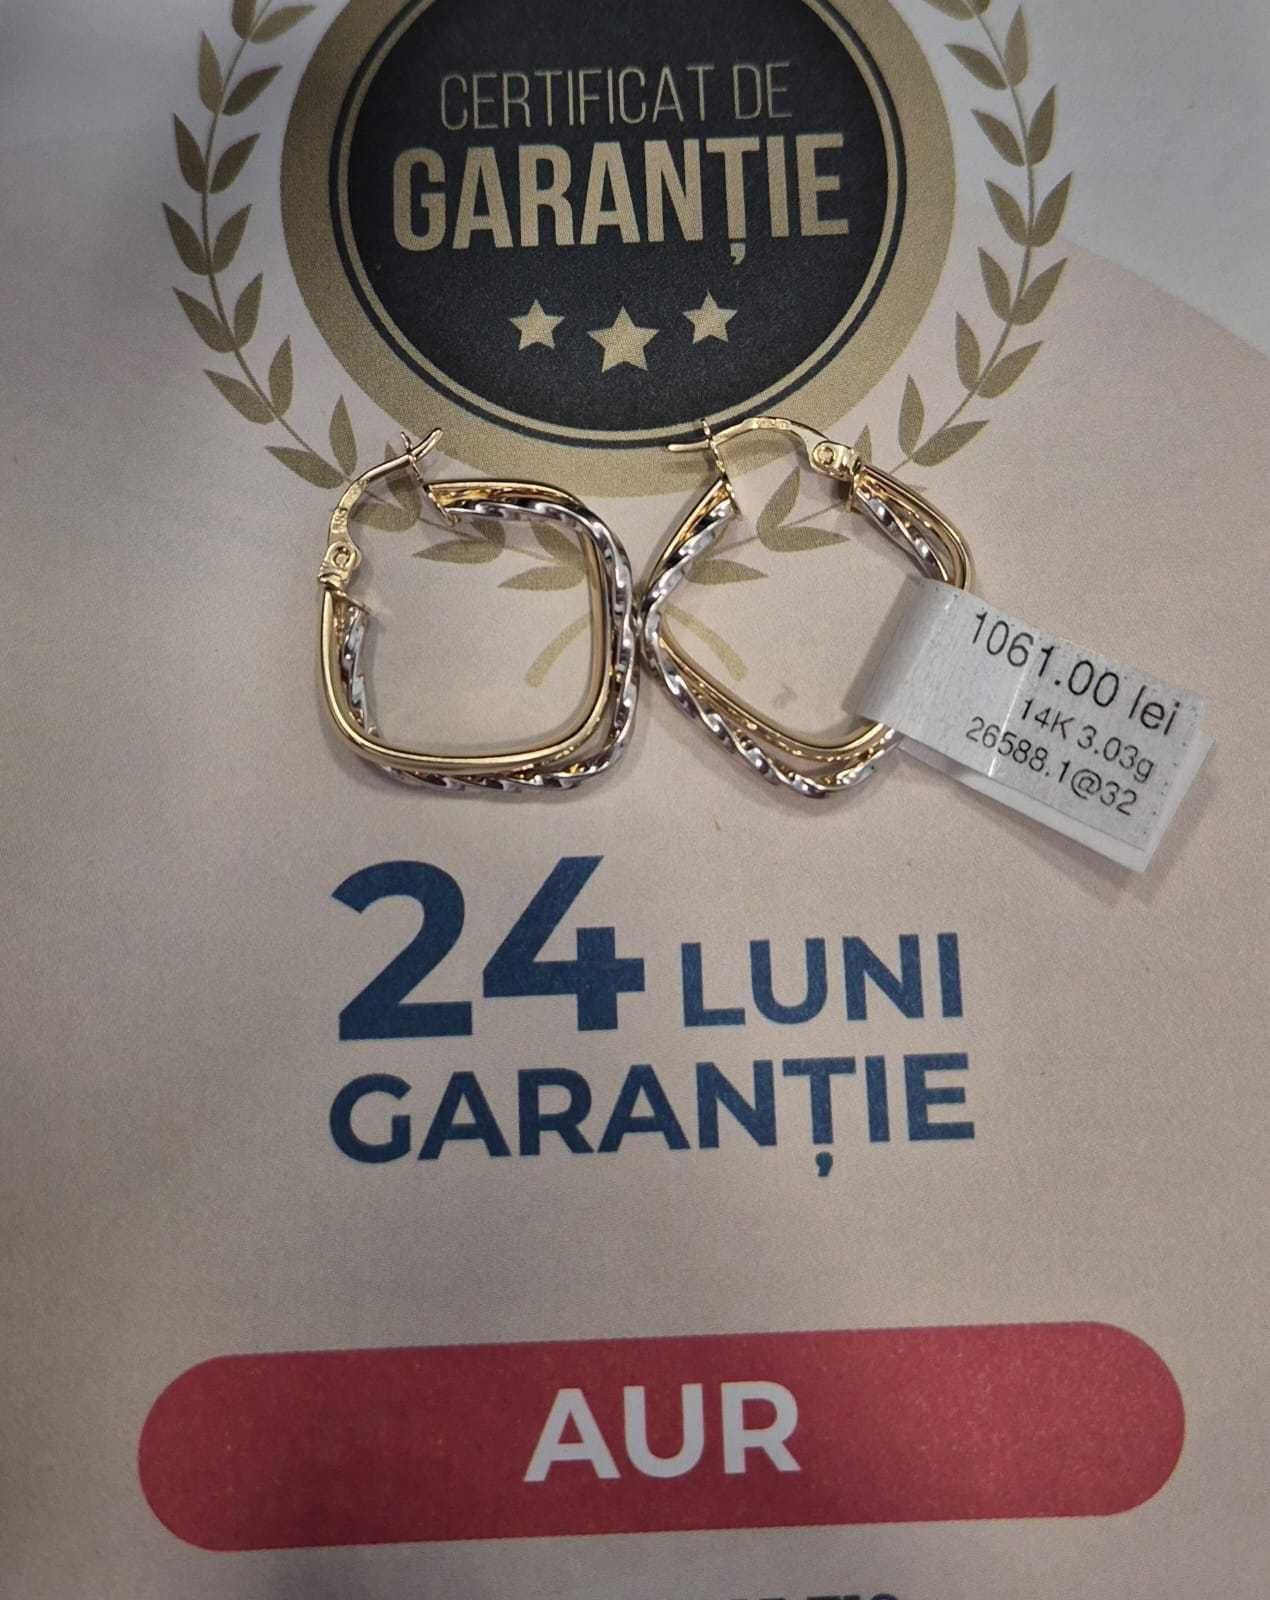 CERTIFICAT DE
GARANȚIE
1061.00 lei
14K 3.03g
26588.1@32
24 LUNI
GARANȚIE
AUR